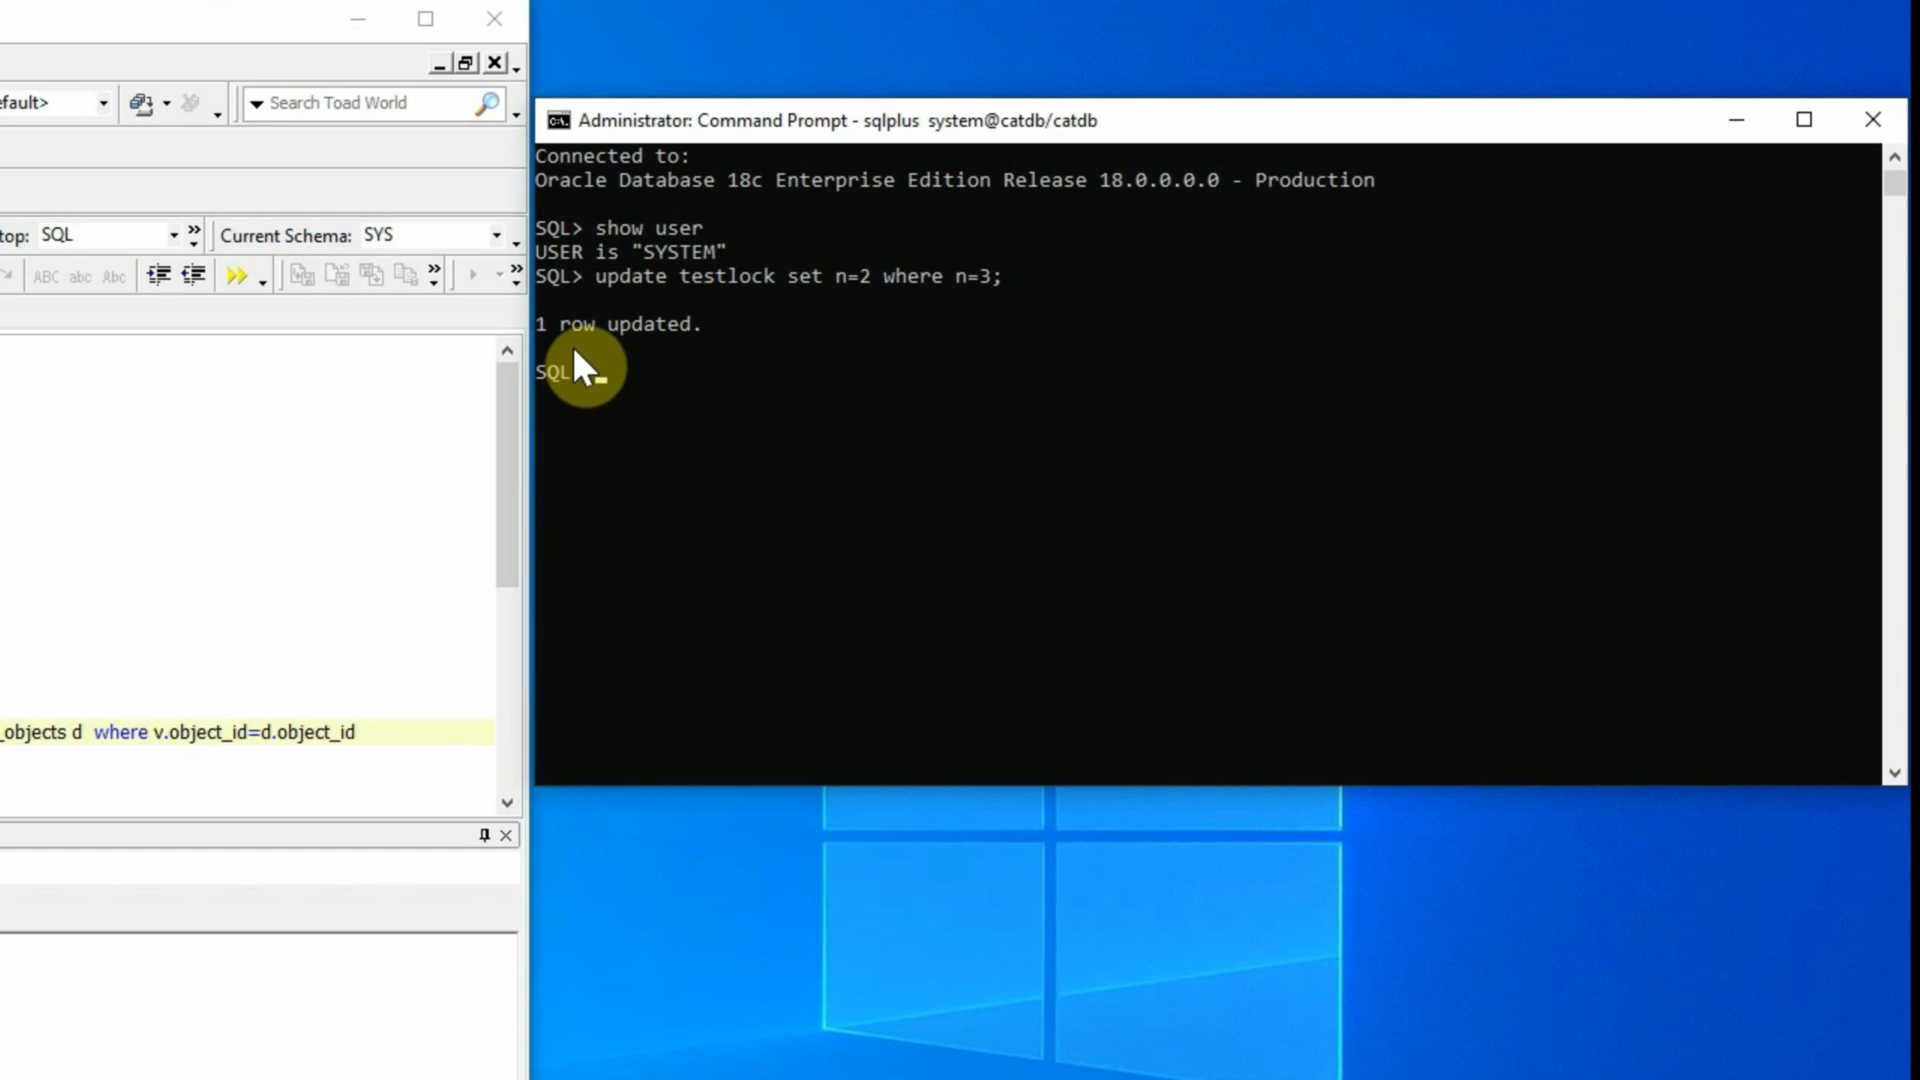 efault>
Search Toad World
top: SQL
Current Schema: SYS
ABC abc Abc
_objects d where v.object_id=d.object_id
Administrator: Command Prompt - sqlplus system@catdb/catdb
Connected to:
Oracle Database 18c Enterprise Edition Release 18.0.0.0.0 - Production
SQL> show user
USER is "SYSTEM"
SQL> update testlock set n=2 where n=3;
1 row updated.
SQL